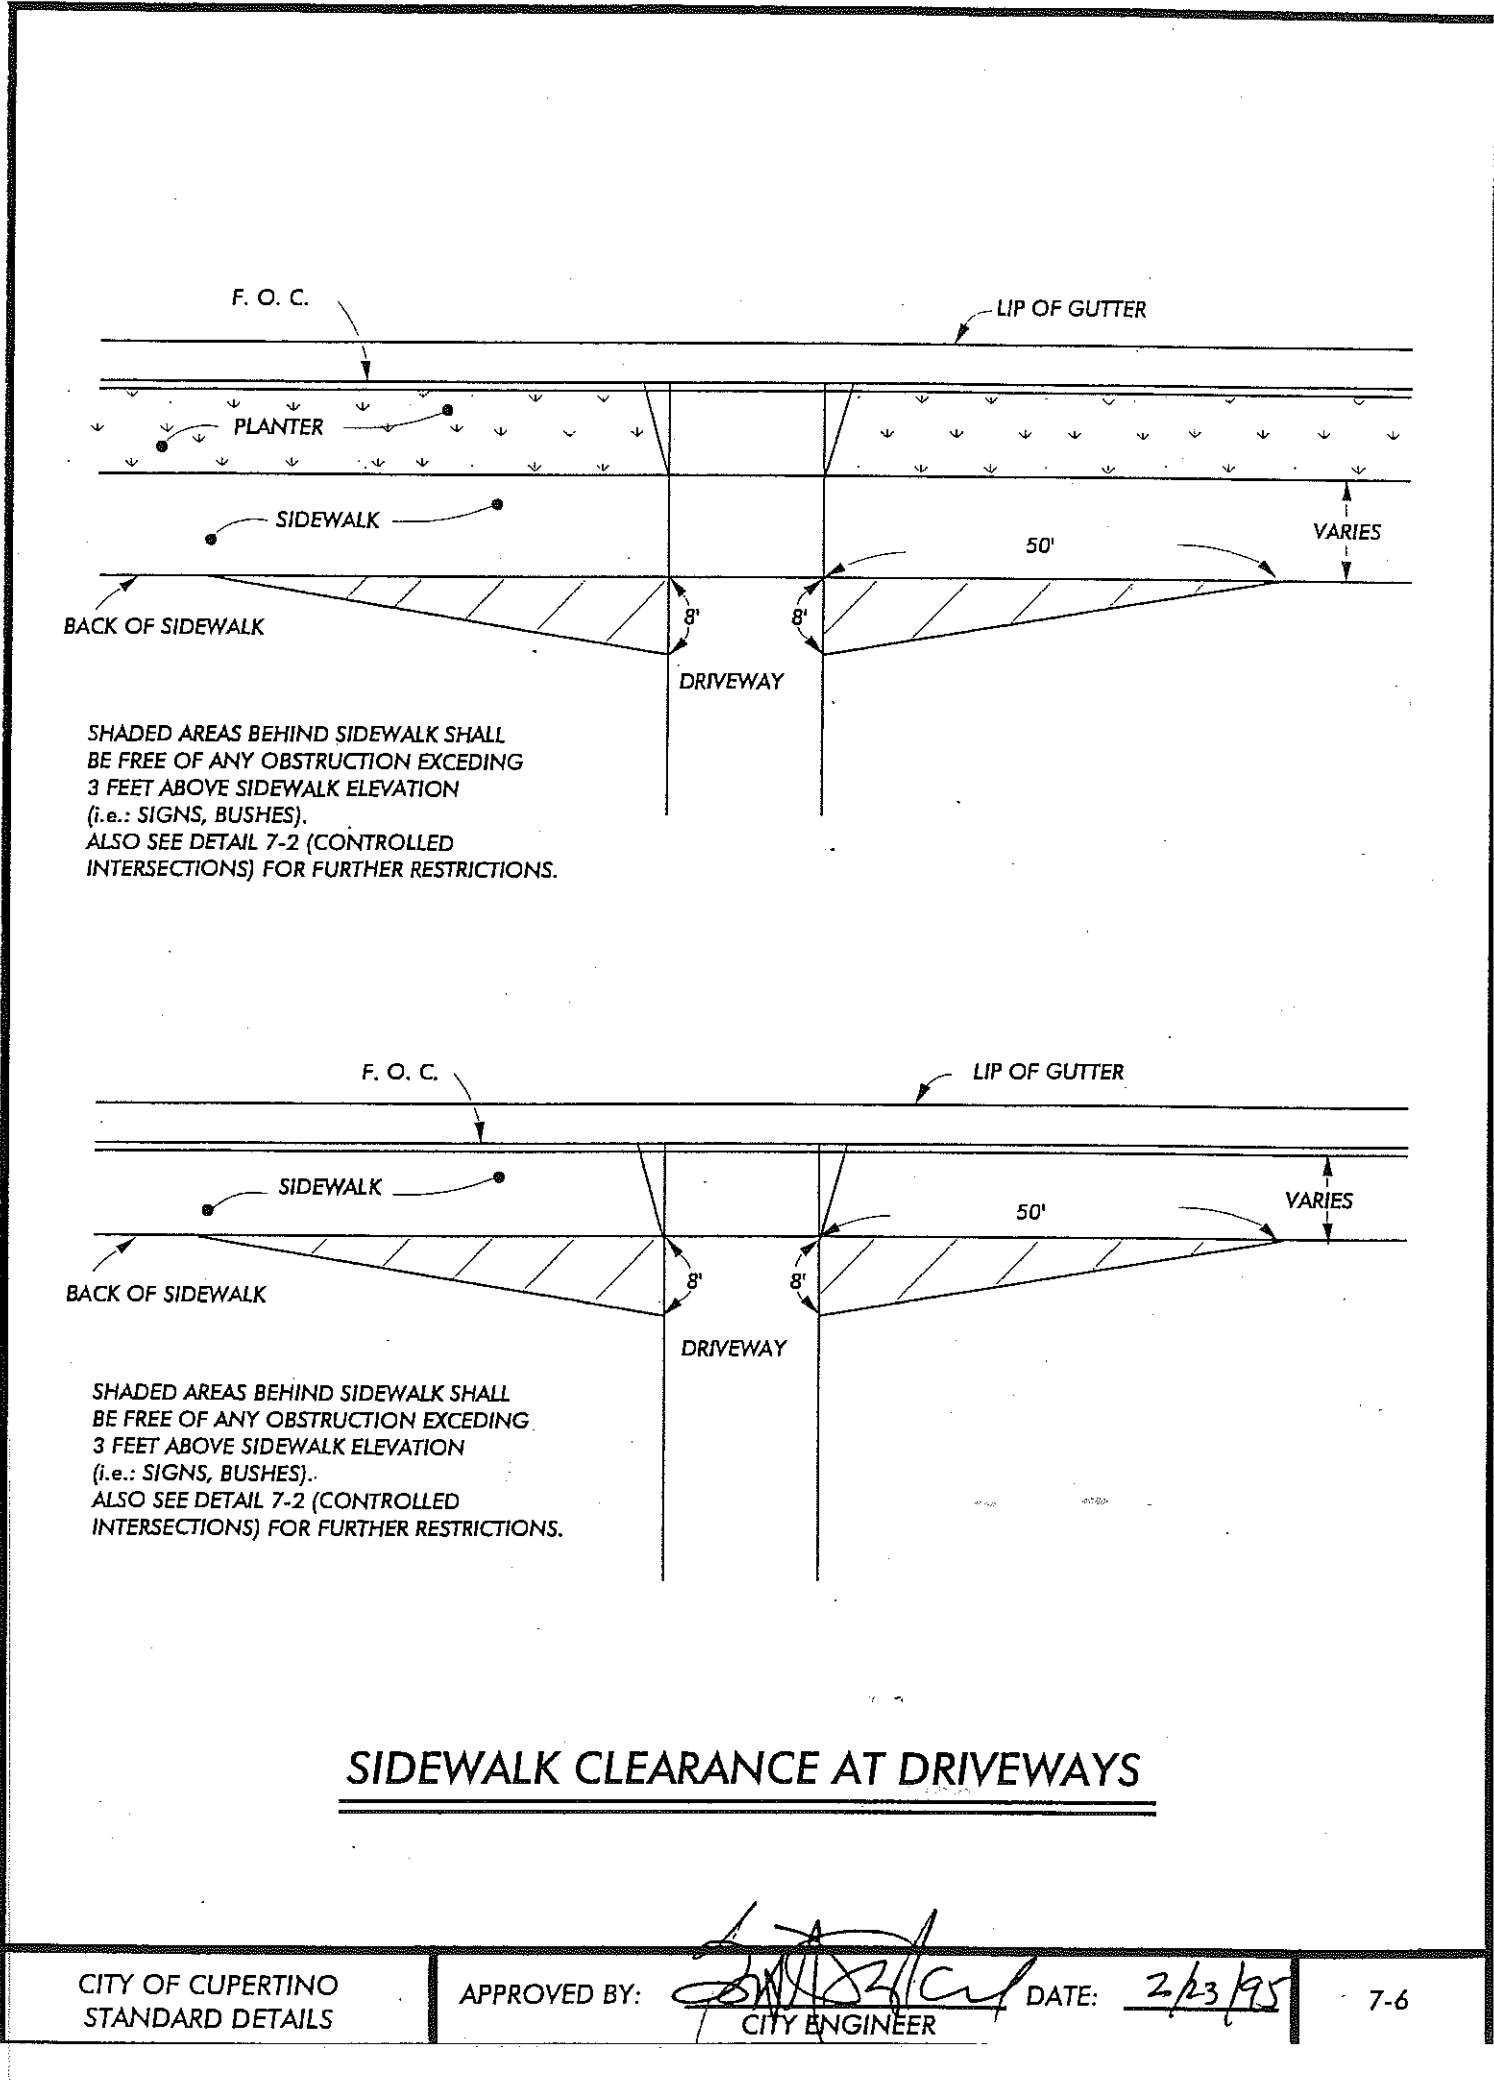 F. O. C.
LIP OF GUTTER
PLANTER
SIDEWALK
VARIES
50'
BACK OF SIDEWALK
8'
8'
DRIVEWAY
SHADED AREAS BEHIND SIDEWALK SHALL
BE FREE OF ANY OBSTRUCTION EXCEDING
3 FEET ABOVE SIDEWALK ELEVATION
(i.e.: SIGNS, BUSHES).
ALSO SEE DETAIL 7-2 (CONTROLLED
INTERSECTIONS) FOR FURTHER RESTRICTIONS.
F. O. C.
LIP OF GUTTER
SIDEWALK
VARIES
50'
BACK OF SIDEWALK
8'
8'
DRIVEWAY
SHADED AREAS BEHIND SIDEWALK SHALL
BE FREE OF ANY OBSTRUCTION EXCEDING
3 FEET ABOVE SIDEWALK ELEVATION
(i.e.: SIGNS, BUSHES).
ALSO SEE DETAIL 7-2 (CONTROLLED
INTERSECTIONS) FOR FURTHER RESTRICTIONS.
SIDEWALK CLEARANCE AT DRIVEWAYS
CITY OF CUPERTINO
STANDARD DETAILS
APPROVED BY:
CITY ENGINEER
DATE: 2/23/95
7-6